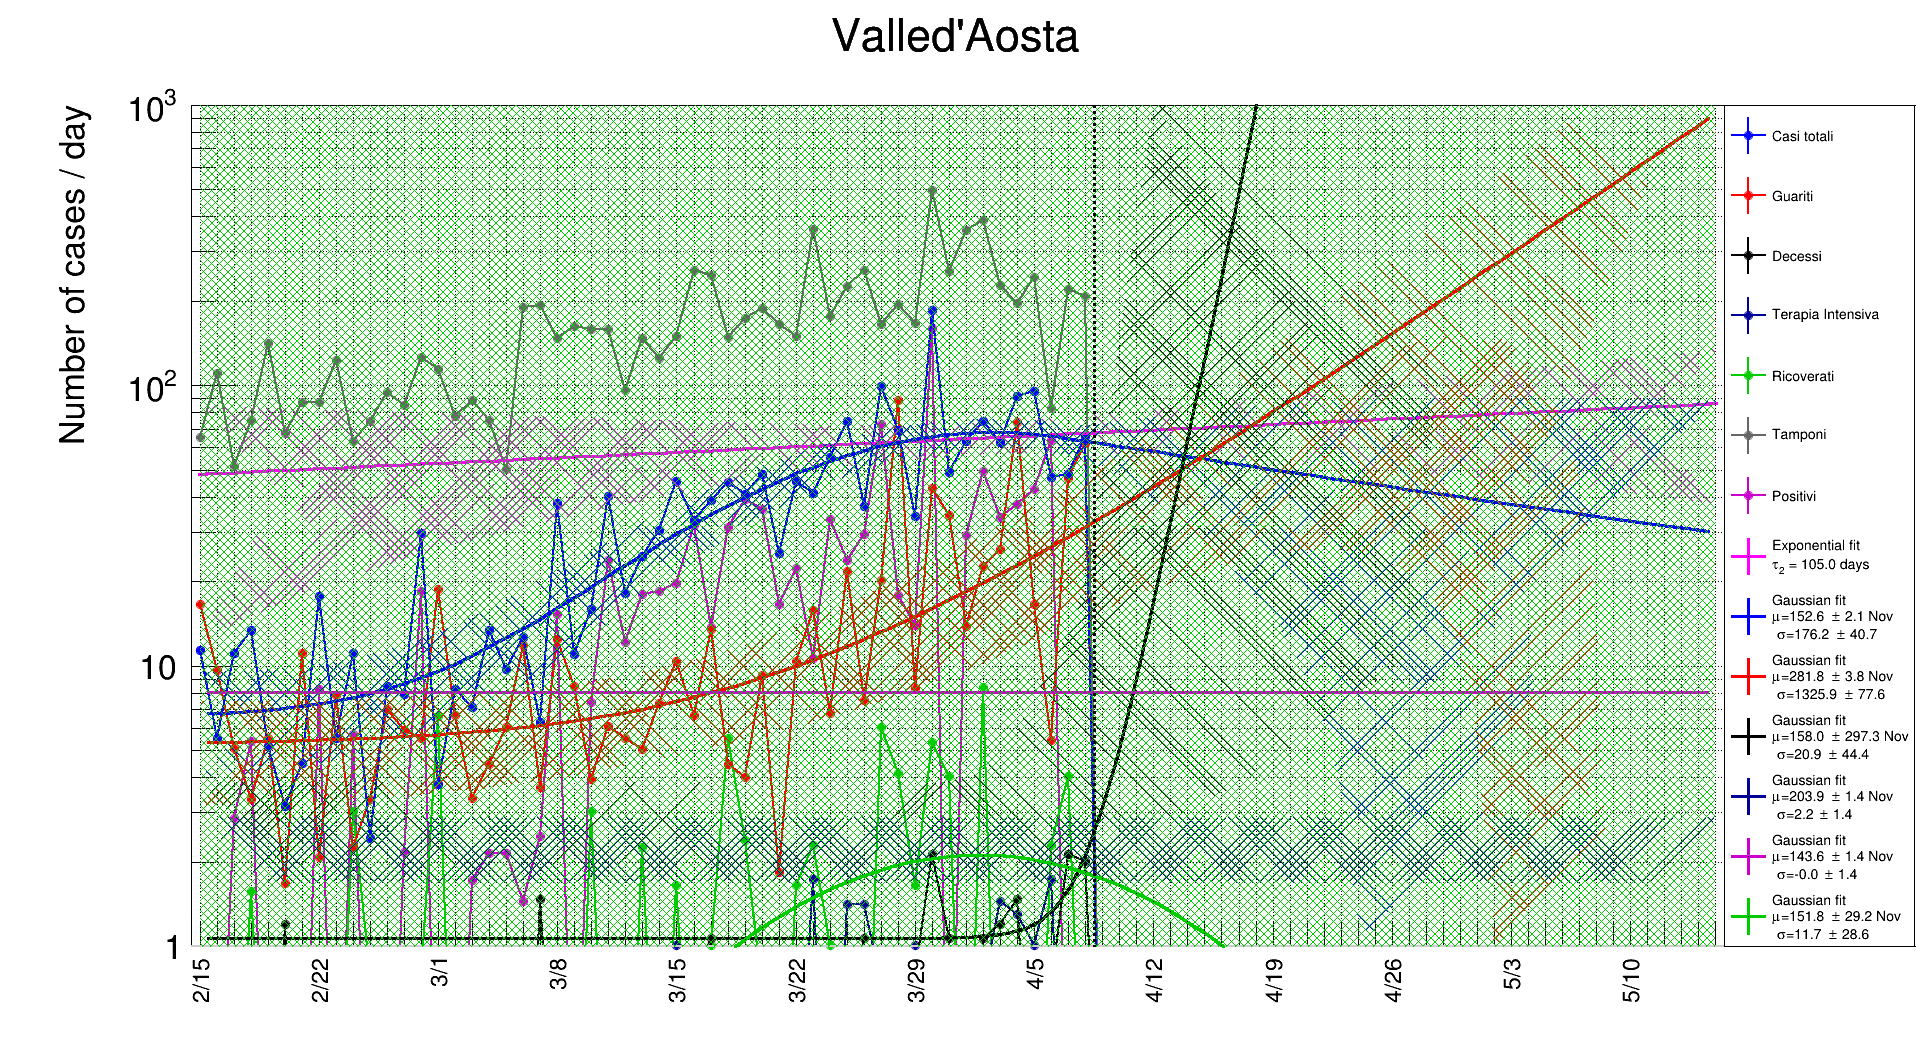 Valled'Aosta
Number of cases / day
10³
10²
10
1
2/15
2/22
3/1
3/8
3/15
3/22
3/29
4/5
4/12
4/19
4/26
5/3
5/10
Casi totali
Guariti
Decessi
Terapia Intensiva
Ricoverati
Tamponi
Positivi
Exponential fit
τ₂ = 105.0 days
Gaussian fit
μ=152.6 ± 2.1 Nov
σ=176.2 ± 40.7
Gaussian fit
μ=281.8 ± 3.8 Nov
σ=1325.9 ± 77.6
Gaussian fit
μ=158.0 ± 297.3 Nov
σ=20.9 ± 44.4
Gaussian fit
μ=203.9 ± 1.4 Nov
σ=2.2 ± 1.4
Gaussian fit
μ=143.6 ± 1.4 Nov
σ=-0.0 ± 1.4
Gaussian fit
μ=151.8 ± 29.2 Nov
σ=11.7 ± 28.6